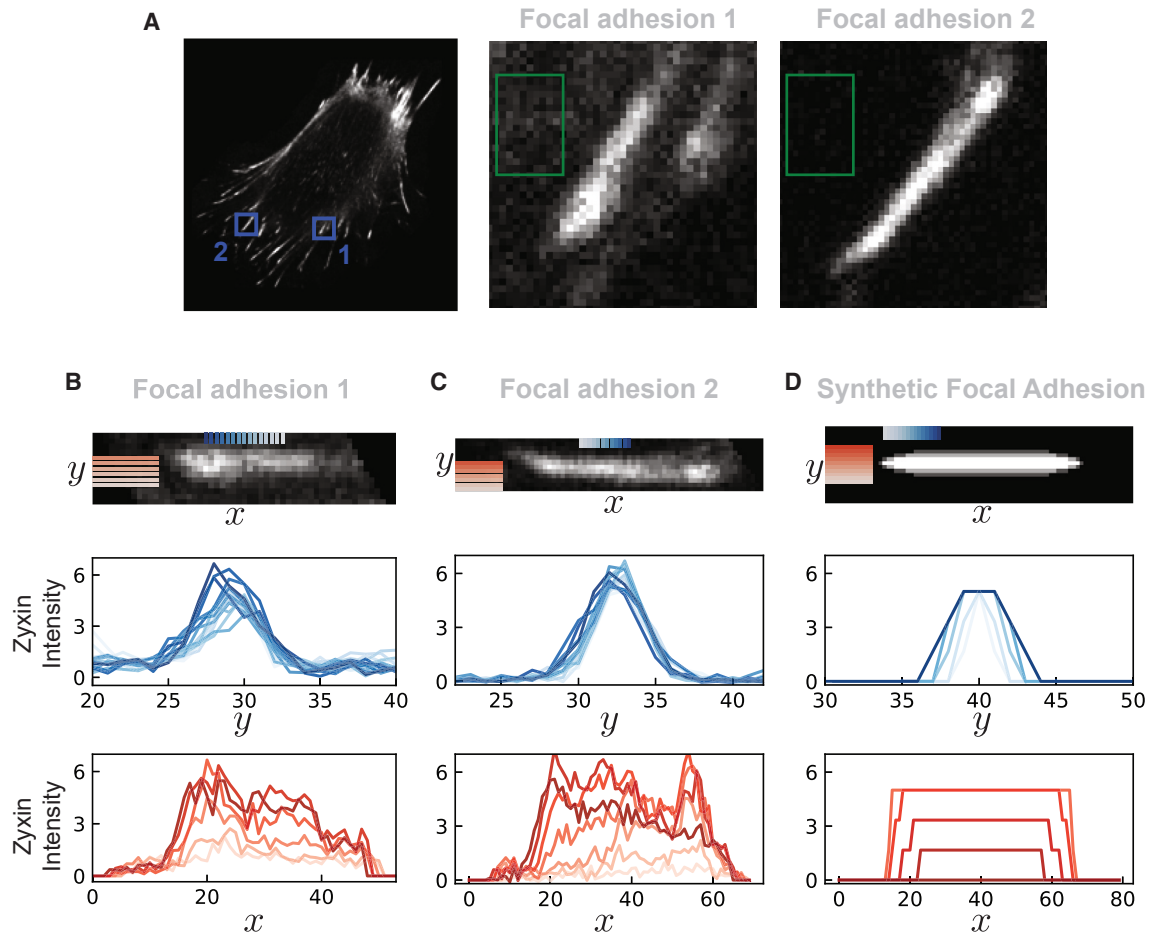 A
Focal adhesion 1
Focal adhesion 2
2
1
B
Focal adhesion 1
C
Focal adhesion 2
D
Synthetic Focal Adhesion
y
x
y
x
y
x
Zyxin
Intensity
6
3
0
20 25 30 35 40
y
6
3
0
25 30 35 40
y
6
3
0
30 35 40 45 50
y
Zyxin
Intensity
6
3
0
0 20 40
x
6
3
0
0 20 40 60
x
6
3
0
0 20 40 60 80
x